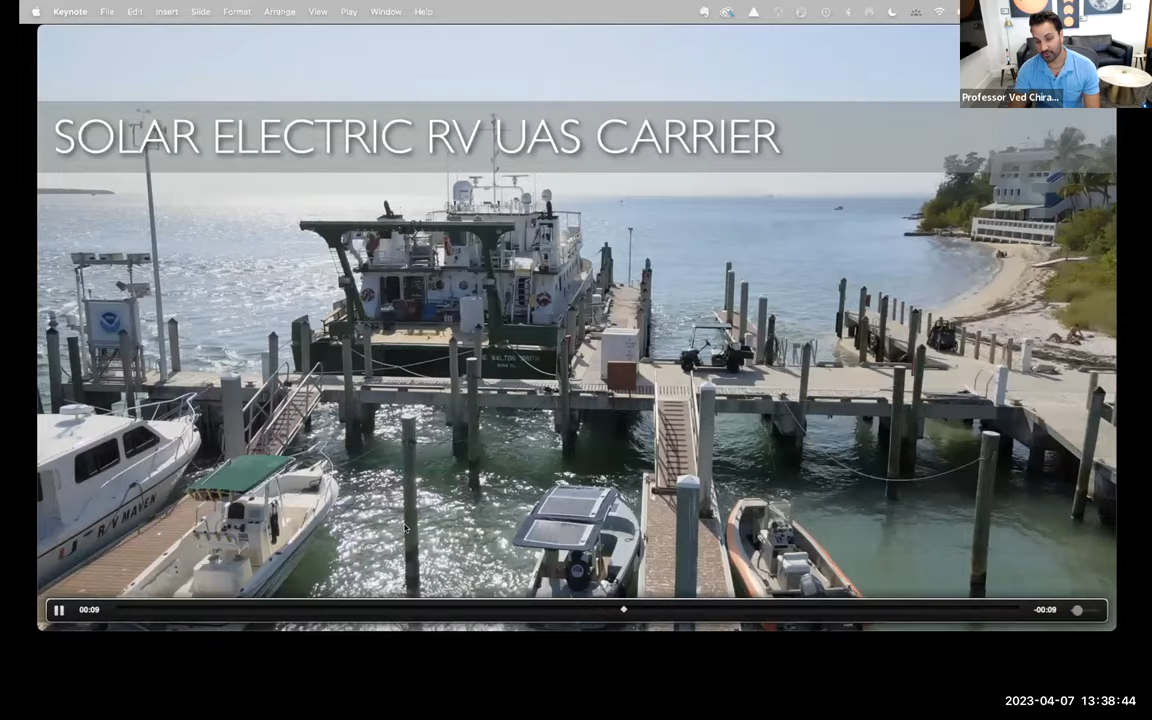 Keynote File Edit Insert Slide Format Arrange View Play Window Help
Professor Ved Chira...
SOLAR ELECTRIC RV UAS CARRIER
WALTON SMITH
R/V MAVEN
00:09
-00:09
2023-04-07 13:38:44